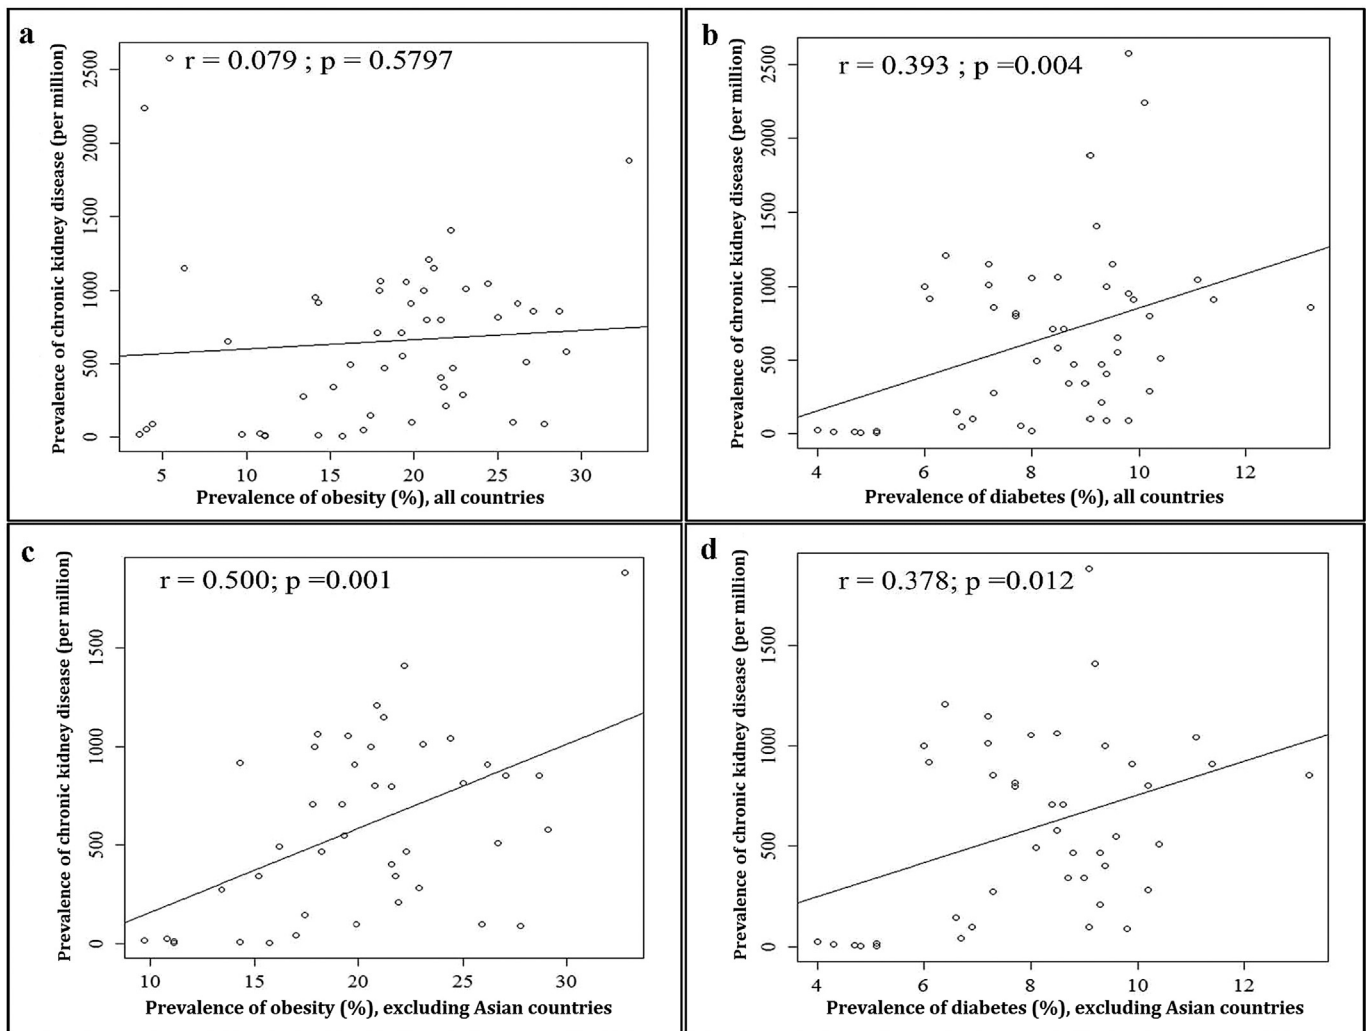 a
r = 0.079 ; p = 0.5797
Prevalence of chronic kidney disease (per million)
2500
2000
1500
1000
500
0
5 10 15 20 25 30
Prevalence of obesity (%), all countries
b
r = 0.393 ; p =0.004
Prevalence of chronic kidney disease (per million)
2500
2000
1500
1000
500
0
4 6 8 10 12
Prevalence of diabetes (%), all countries
c
r = 0.500; p =0.001
Prevalence of chronic kidney disease (per million)
1500
1000
500
0
10 15 20 25 30
Prevalence of obesity (%), excluding Asian countries
d
r = 0.378; p =0.012
Prevalence of chronic kidney disease (per million)
1500
1000
500
0
4 6 8 10 12
Prevalence of diabetes (%), excluding Asian countries